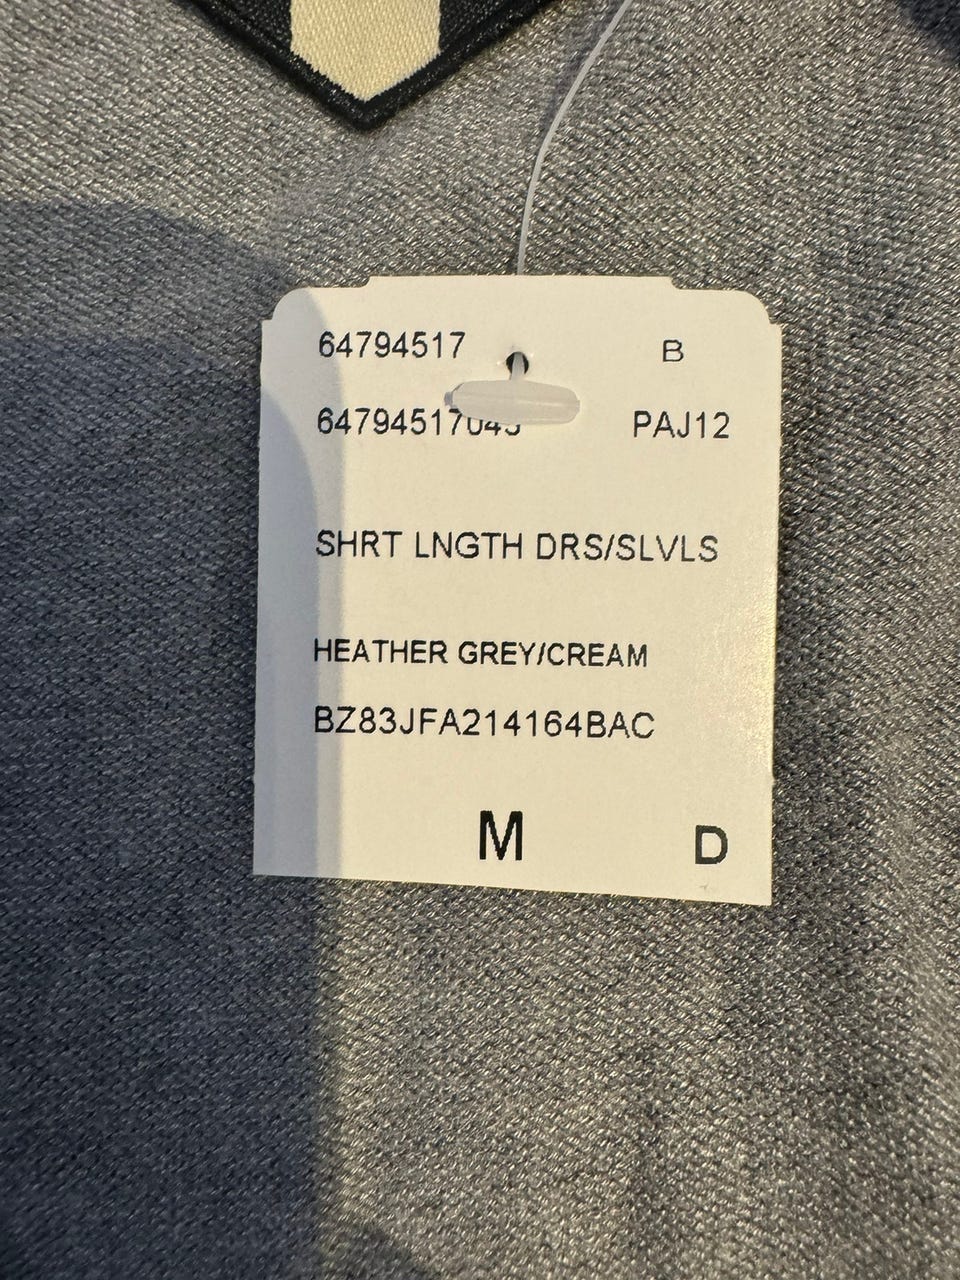 64794517 B
PAJ12
SHRT LNGTH DRS/SLVLS
HEATHER GREY/CREAM
BZ83JFA214164BAC
M D